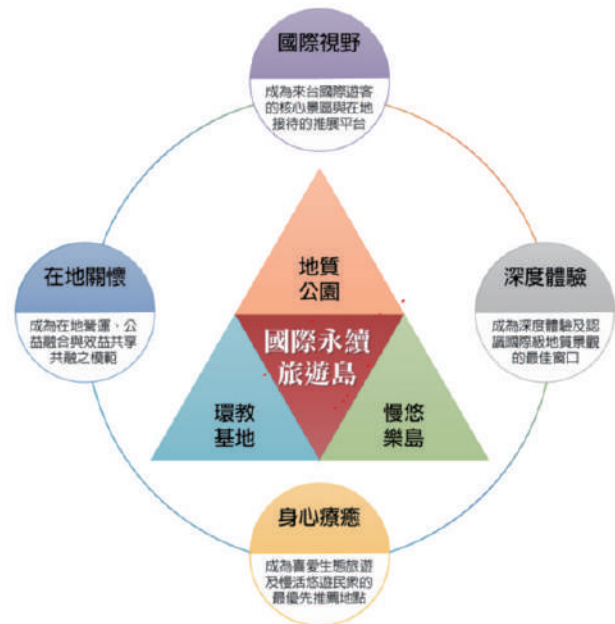 國際視野
成為來台國際遊客
的核心景區與在地
接待的推展平台
在地關懷
成為在地營運、公
益融合與效益共享
共融之模範
地質
公園
國際永續
旅遊島
環教
基地
慢悠
樂島
深度體驗
成為深度體驗及認
識國際級地質景觀
的最佳窗口
身心療癒
成為喜愛生態旅遊
及慢活悠遊民眾的
最優先推薦地點